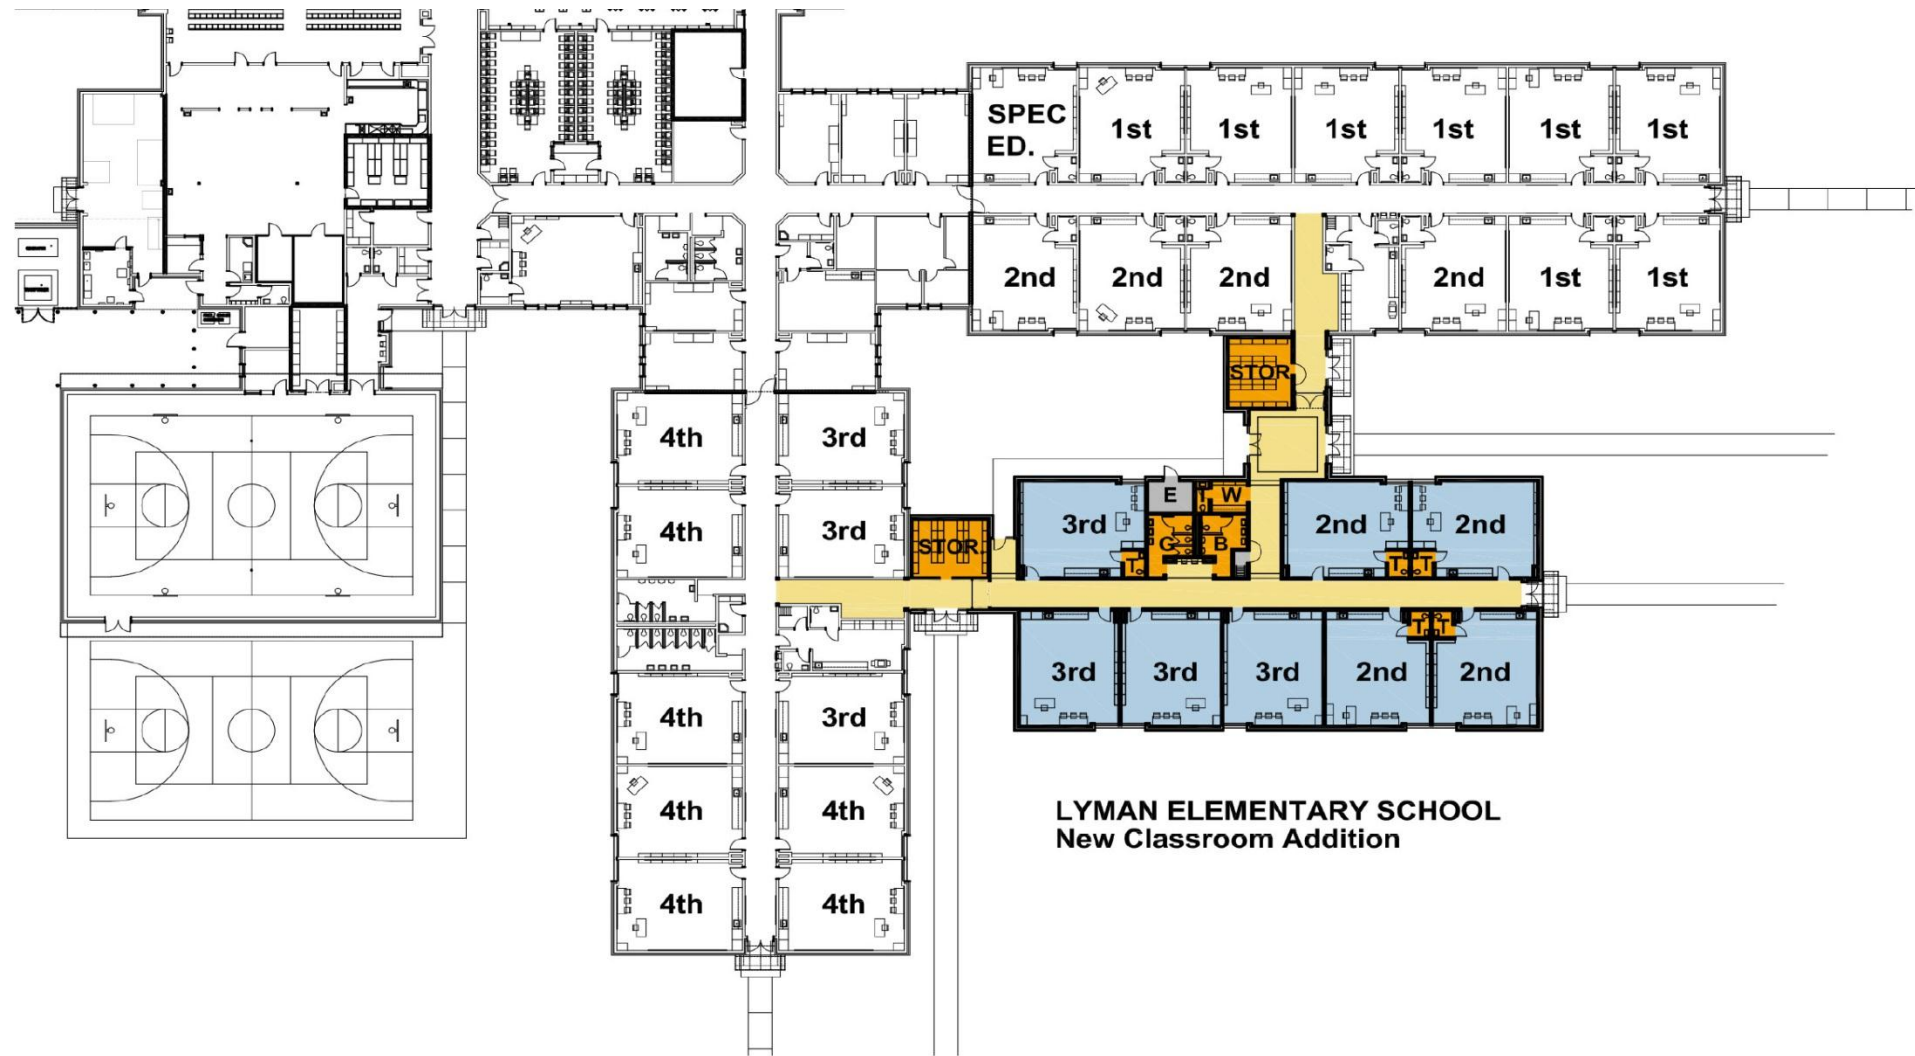 SPEC
ED.
1st
1st
1st
1st
1st
1st
2nd
2nd
2nd
2nd
1st
1st
STOR
4th
3rd
4th
3rd
STOR.
3rd
E
W
G
B
T
2nd
2nd
T
T
3rd
3rd
3rd
2nd
2nd
T
T
4th
3rd
4th
4th
4th
4th
LYMAN ELEMENTARY SCHOOL
New Classroom Addition